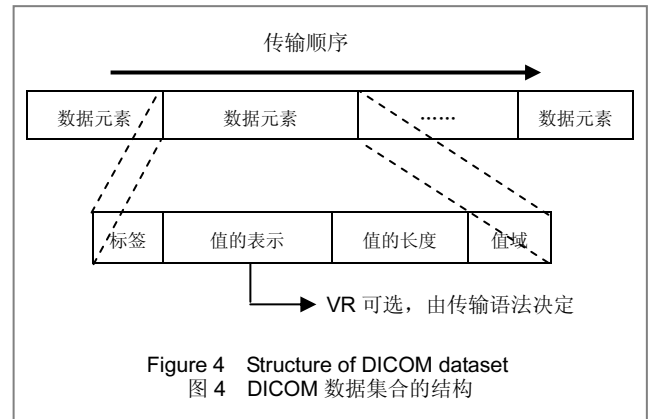 传输顺序
数据元素 数据元素 …… 数据元素
标签 值的表示 值的长度 值域
VR 可选，由传输语法决定
Figure 4 Structure of DICOM dataset
图 4 DICOM 数据集合的结构